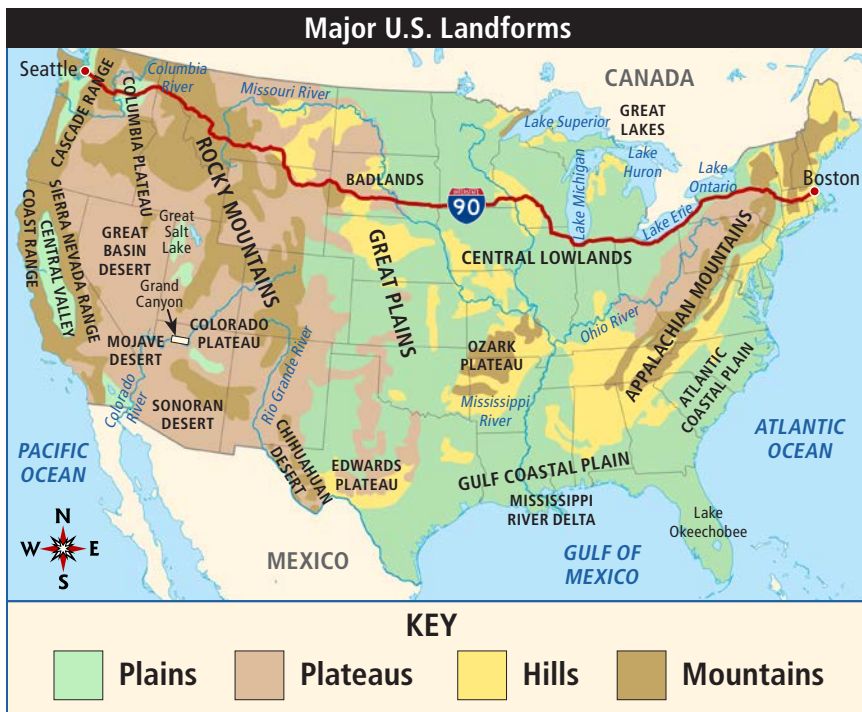 Major U.S. Landforms
Seattle
Columbia
River
Missouri River
CANADA
GREAT
LAKES
Lake Superior
Lake
Huron
Lake
Ontario
Lake Michigan
Lake Erie
Boston
CASCADE RANGE
COLUMBIA PLATEAU
ROCKY MOUNTAINS
BADLANDS
INTERSTATE
90
COAST RANGE
SIERRA NEVADA RANGE
CENTRAL VALLEY
GREAT
BASIN
DESERT
Great
Salt
Lake
Grand
Canyon
GREAT PLAINS
CENTRAL LOWLANDS
APPALACHIAN MOUNTAINS
MOJAVE
DESERT
COLORADO
PLATEAU
Rio Grande River
OZARK
PLATEAU
Ohio River
Mississippi
River
ATLANTIC
COASTAL PLAIN
Colorado
River
SONORAN
DESERT
CHIHUAHUAN
DESERT
EDWARDS
PLATEAU
GULF COASTAL PLAIN
MISSISSIPPI
RIVER DELTA
PACIFIC
OCEAN
ATLANTIC
OCEAN
Lake
Okeechobee
N
W
E
S
MEXICO
GULF OF
MEXICO
KEY
Plains
Plateaus
Hills
Mountains